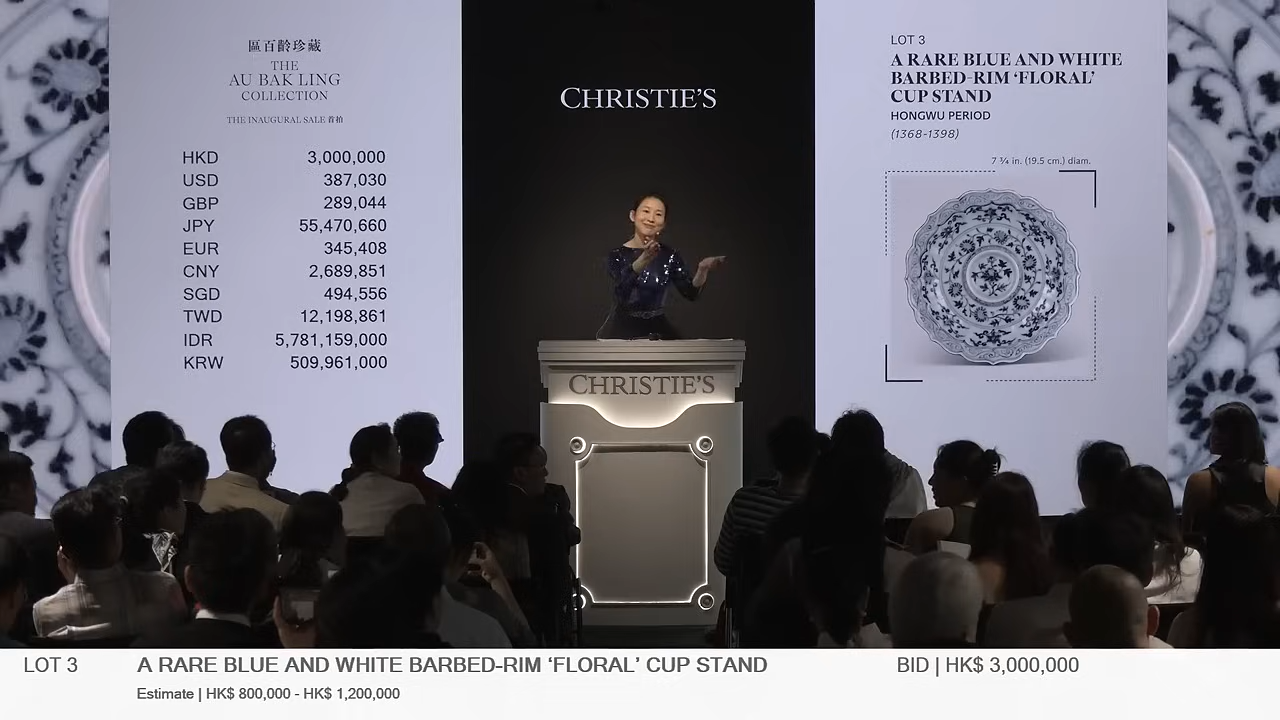 區百齡珍藏
THE
AU BAK LING
COLLECTION
THE INAUGURAL SALE 首拍
HKD 3,000,000
USD 387,030
GBP 289,044
JPY 55,470,660
EUR 345,408
CNY 2,689,851
SGD 494,556
TWD 12,198,861
IDR 5,781,159,000
KRW 509,961,000
CHRISTIE'S
CHRISTIE'S
LOT 3
A RARE BLUE AND WHITE
BARBED-RIM ‘FLORAL’
CUP STAND
HONGWU PERIOD
(1368-1398)
7 ¾ in. (19.5 cm.) diam.
LOT 3 A RARE BLUE AND WHITE BARBED-RIM ‘FLORAL’ CUP STAND BID | HK$ 3,000,000
Estimate | HK$ 800,000 - HK$ 1,200,000